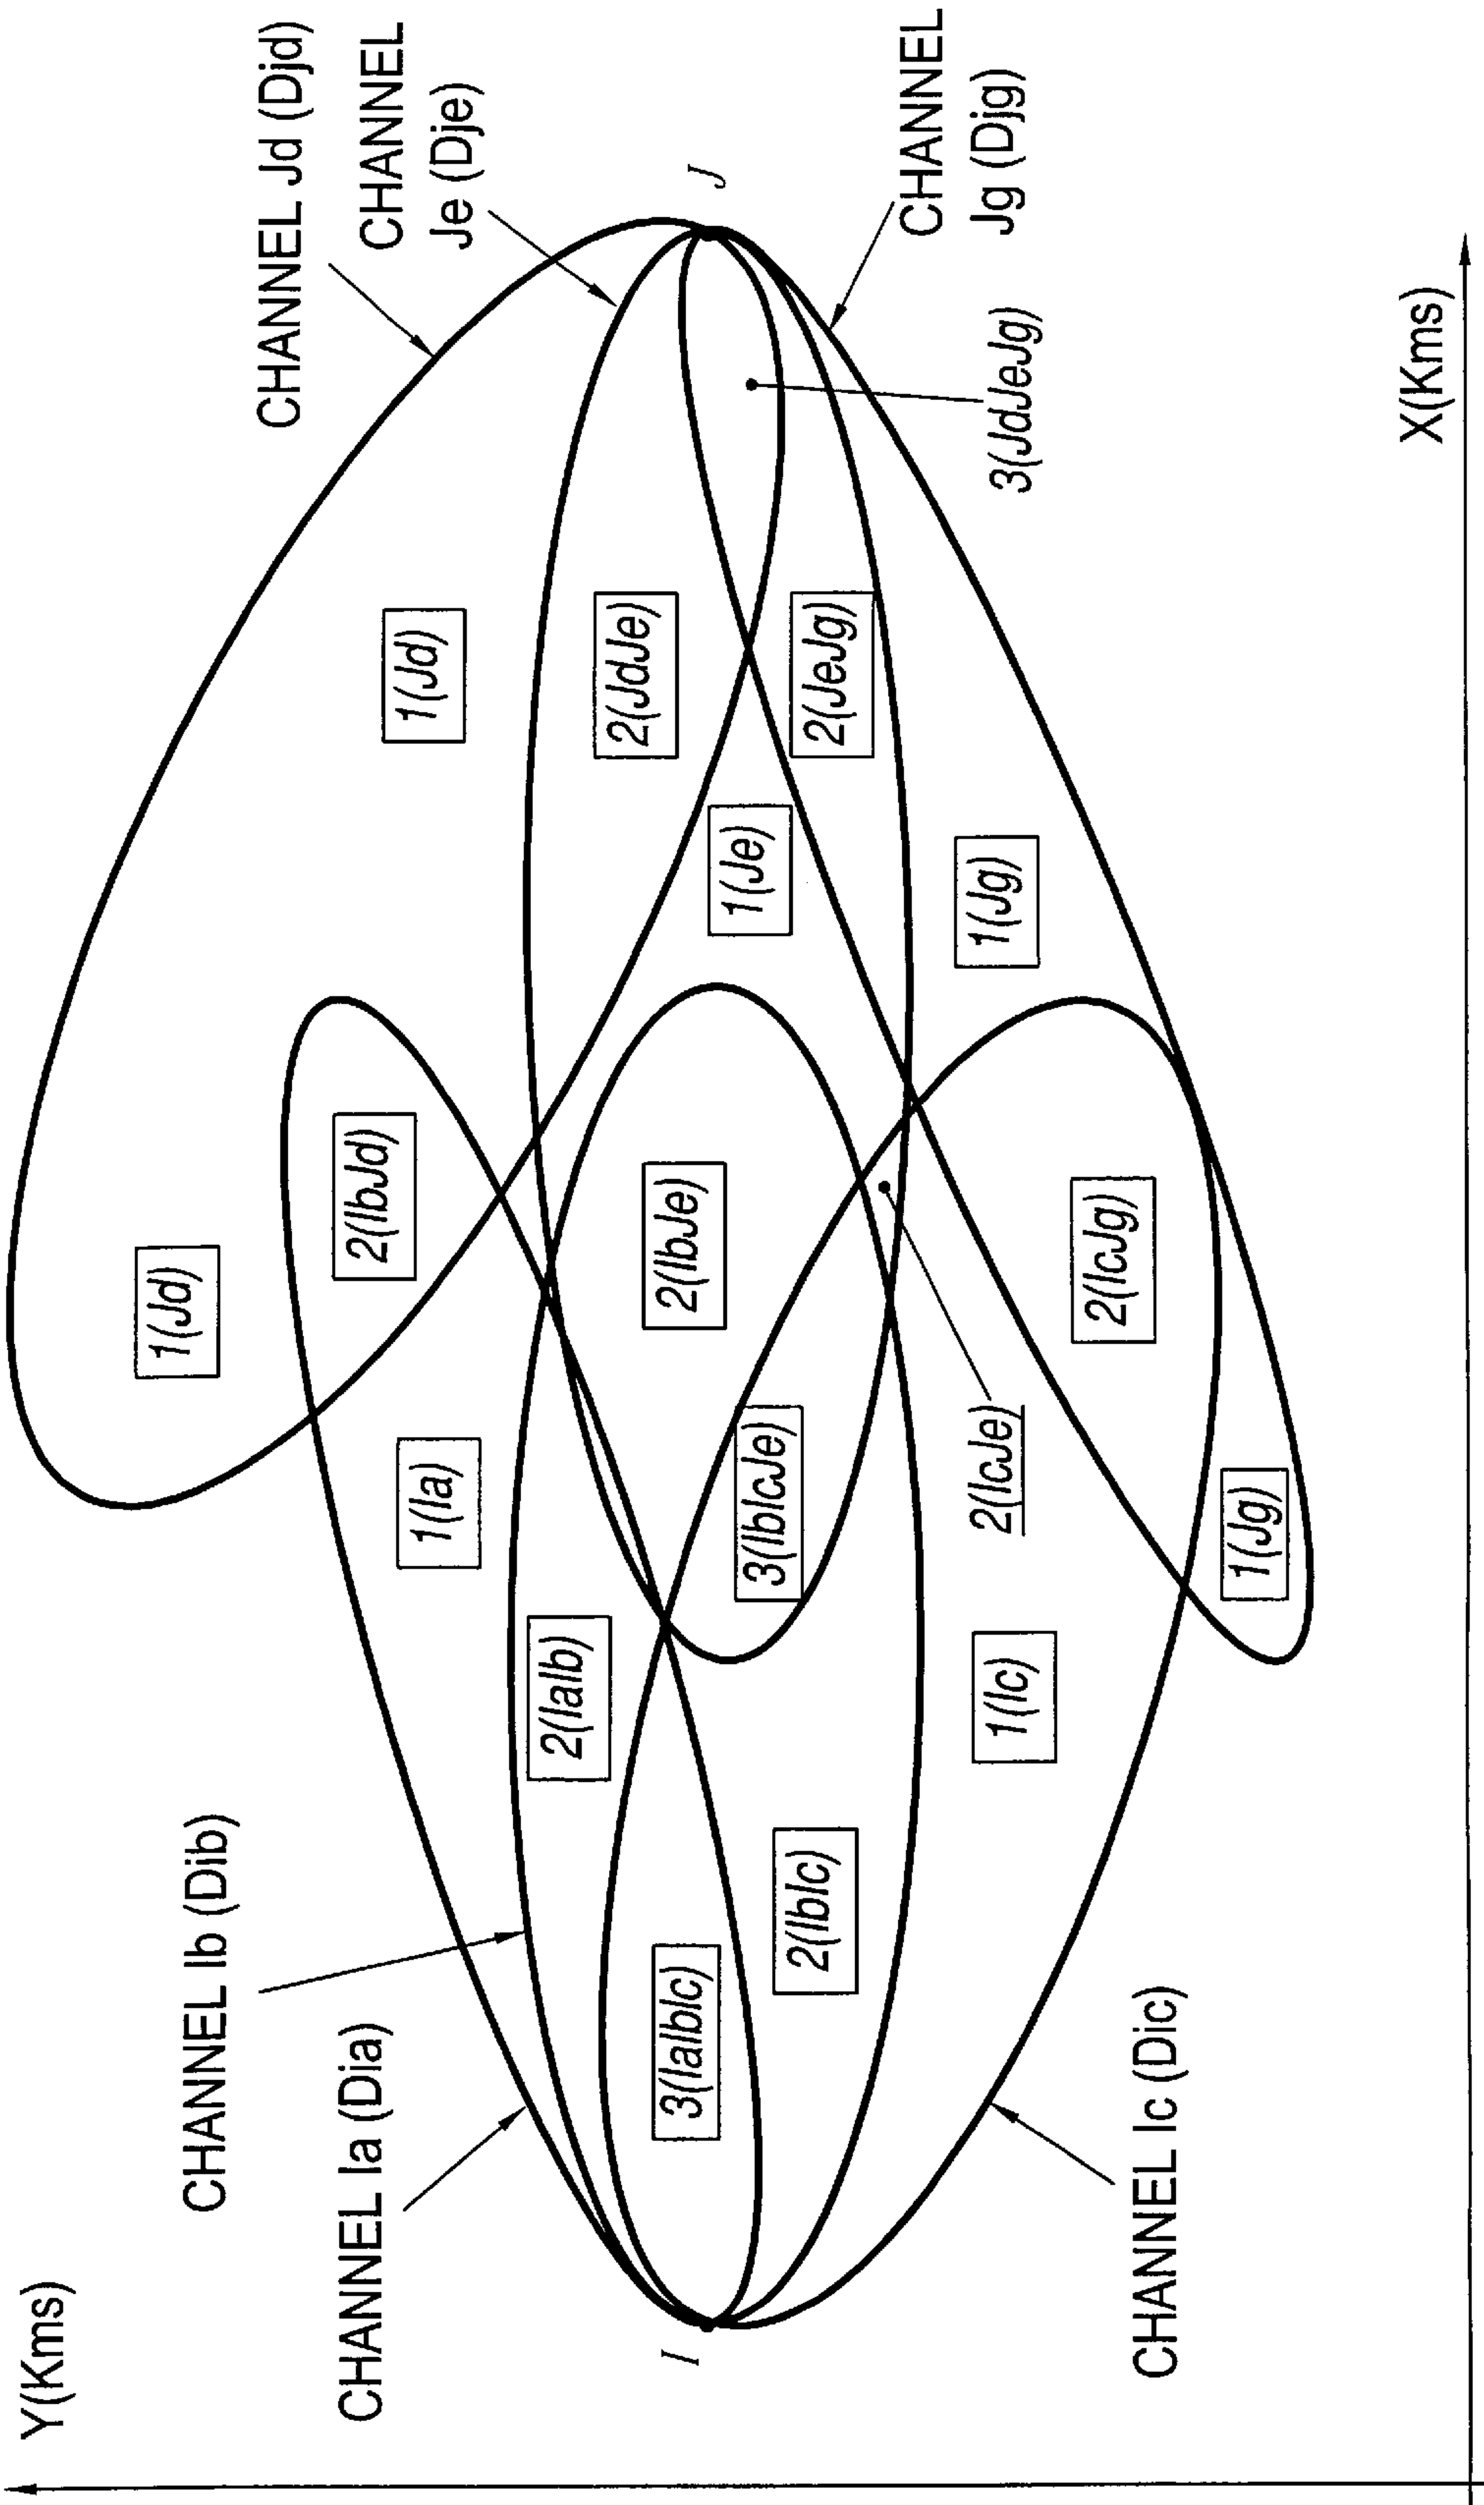 Y(Kms)
CHANNEL Jd (Djd)
CHANNEL
Je (Dje)
CHANNEL Ib (Dib)
CHANNEL Ia (Dia)
1(Jd)
2(IbJd)
1(Jd)
1(Ia)
2(IaIb)
2(JdJe)
3(IaIbIc)
2(IbJe)
1(Je)
I
J
3(IbIcJe)
2(IbIc)
2(JeJg)
CHANNEL
Jg (Djg)
2(IcJe)
1(Ic)
1(Jg)
3(JdJeJg)
2(IcJg)
CHANNEL Ic (Dic)
1(Jg)
X(Kms)